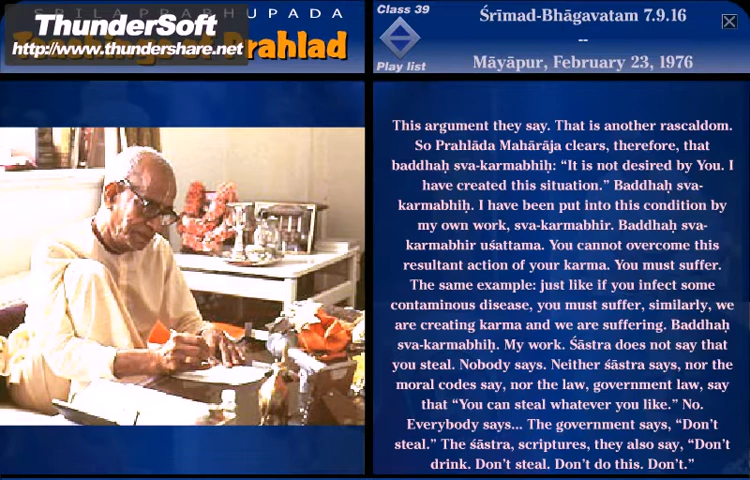 SRILA PRABHUPADA
ThunderSoft
http://www.thundershare.net
Prahlad
Class 39
Play list
Śrīmad-Bhāgavatam 7.9.16
--
Māyāpur, February 23, 1976
This argument they say. That is another rascaldom.
So Prahlāda Mahārāja clears, therefore, that
baddhaḥ sva-karmabhiḥ: “It is not desired by You. I
have created this situation.” Baddhaḥ sva-
karmabhiḥ. I have been put into this condition by
my own work, sva-karmabhir. Baddhaḥ sva-
karmabhir uśattama. You cannot overcome this
resultant action of your karma. You must suffer.
The same example: just like if you infect some
contaminous disease, you must suffer, similarly, we
are creating karma and we are suffering. Baddhaḥ
sva-karmabhiḥ. My work. Śāstra does not say that
you steal. Nobody says. Neither śāstra says, nor the
moral codes say, nor the law, government law, say
that “You can steal whatever you like.” No.
Everybody says... The government says, “Don’t
steal.” The śāstra, scriptures, they also say, “Don’t
drink. Don’t steal. Don’t do this. Don’t.”